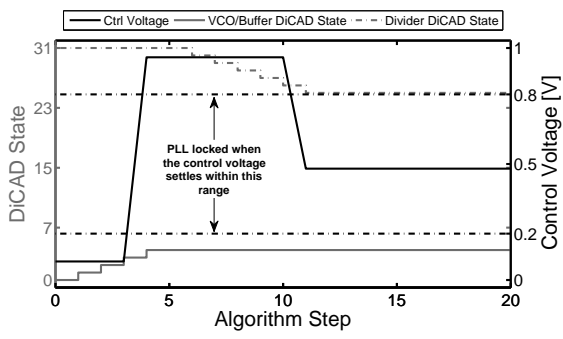 Ctrl Voltage VCO/Buffer DiCAD State Divider DiCAD State
31
23
15
7
0
DiCAD State
PLL locked when
the control voltage
settles within this
range
1
0.8
0.5
0.2
0
Control Voltage [V]
0 5 10 15 20
Algorithm Step